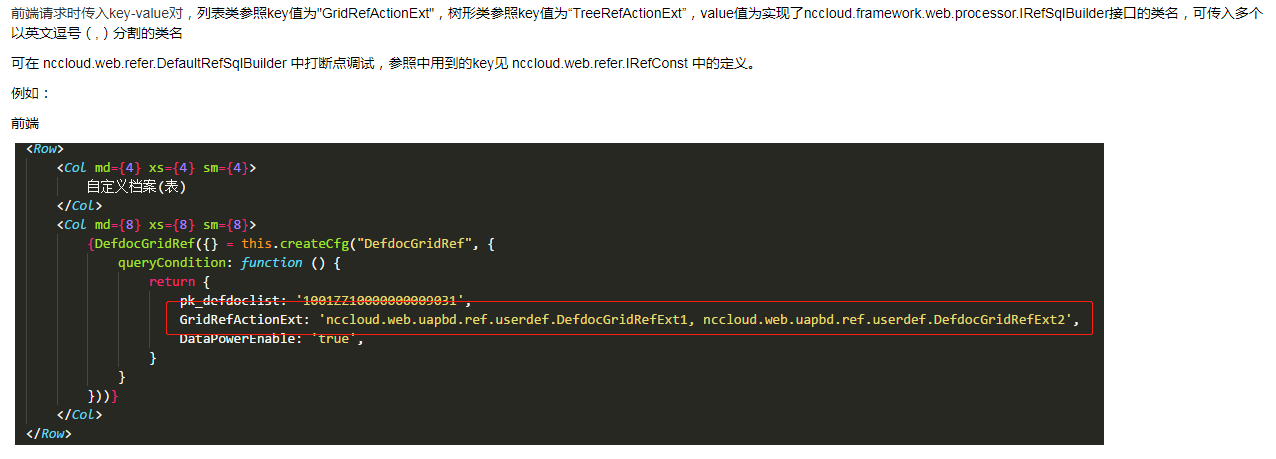 前端请求时传入key-value对，列表类参照key值为"GridRefActionExt"，树形类参照key值为“TreeRefActionExt”，value值为实现了nccloud.framework.web.processor.IRefSqlBuilder接口的类名，可传入多个
以英文逗号（ , ）分割的类名
可在 nccloud.web.refer.DefaultRefSqlBuilder 中打断点调试，参照中用到的key见 nccloud.web.refer.IRefConst 中的定义。
例如：
前端
<Row>
<Col md={4} xs={4} sm={4}>
自定义档案(表)
</Col>
<Col md={8} xs={8} sm={8}>
{DefdocGridRef({} = this.createCfg("DefdocGridRef", {
queryCondition: function () {
return {
pk_defdoclist: '1001ZZ10000000009031',
GridRefActionExt: 'nccloud.web.uapbd.ref.userdef.DefdocGridRefExt1, nccloud.web.uapbd.ref.userdef.DefdocGridRefExt2',
DataPowerEnable: 'true',
}
}
}))}
</Col>
</Row>